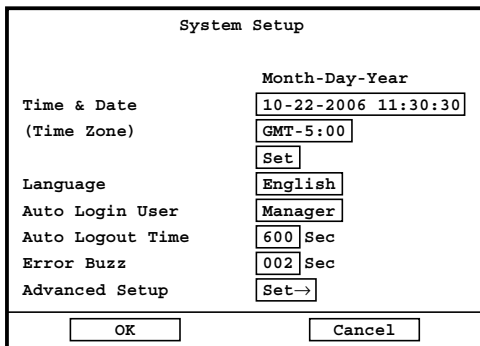 System Setup
Month-Day-Year
Time & Date 10-22-2006 11:30:30
(Time Zone) GMT-5:00
Set
Language English
Auto Login User Manager
Auto Logout Time 600 Sec
Error Buzz 002 Sec
Advanced Setup Set→
OK Cancel